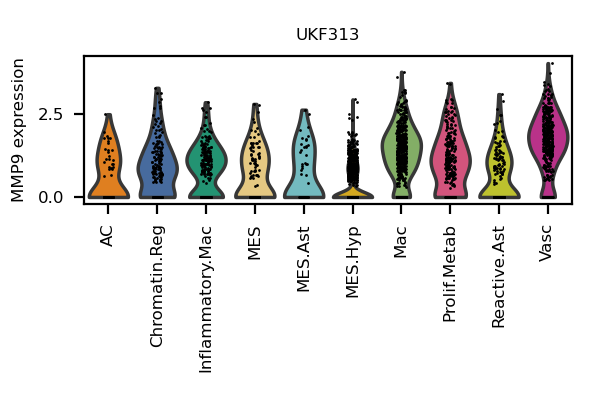 UKF313
MMP9 expression
2.5
0.0
AC
Chromatin.Reg
Inflammatory.Mac
MES
MES.Ast
MES.Hyp
Mac
Prolif.Metab
Reactive.Ast
Vasc